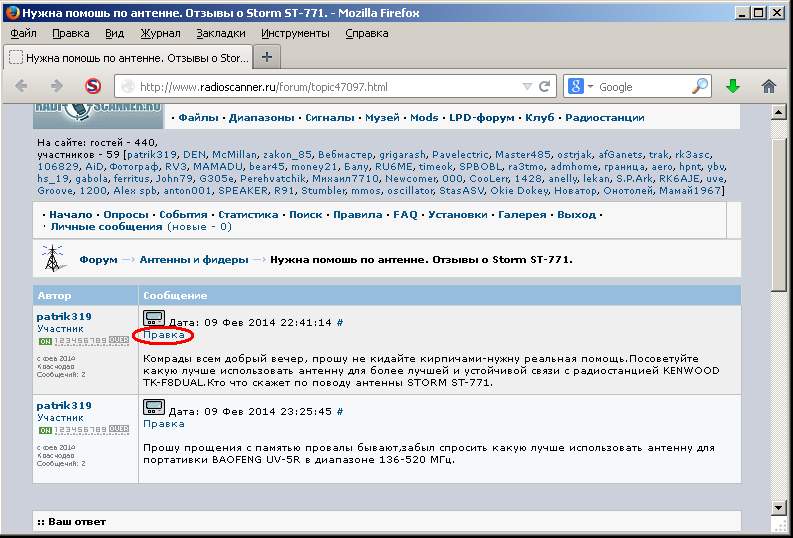 Нужна помошь по антенне. Отзывы о Storm ST-771. - Mozilla Firefox
Файл Правка Вид Журнал Закладки Инструменты Справка
Нужна помошь по антенне. Отзывы о Stor...
http://www.radioscanner.ru/forum/topic47097.html Google
RADIOSCANNER.RU
· Файлы · Диапазоны · Сигналы · Музей · Mods · LPD-форум · Клуб · Радиостанции
На сайте: гостей - 440,
участников - 59 [patrik319, DEN, McMillan, zakon_85, Вебмастер, grigarash, Pavelectric, Master485, ostrjak, afGanets, trak, rk3asc,
106829, AiD, Фотограф, RV3, MAMADU, bear45, money21, Балу, RU6ME, timeok, SPBOBL, ra3tmo, admhome, граница, aero, hpnt, ybv,
hs_19, gabola, ferritus, John79, G305e, Perehvatchik, Михаил7710, Newcomer, 000, CooLerr, 1428, anelly, lekan, S.P.Ark, RK6AJE, uve,
Groove, 1200, Alex spb, anton001, SPEAKER, R91, Stumbler, mmos, oscillator, StasASV, Okie Dokey, Новатор, Онотолей, Мамай1967]
· Начало · Опросы · События · Статистика · Поиск · Правила · FAQ · Установки · Галерея · Выход ·
· Личные сообщения (новые - 0)
Форум → Антенны и фидеры → Нужна помошь по антенне. Отзывы о Storm ST-771.
Автор Сообщение
patrik319
Участник
ON 123456789 OVER
с фев 2014
Краснодар
Сообщений: 2
Дата: 09 Фев 2014 22:41:14 #
Правка
Комрады всем добрый вечер, прошу не кидайте кирпичами-нужну реальная помощь.Посоветуйте
какую лучше использовать антенну для более лучшей и устойчивой связи с радиостанцией KENWOOD
TK-F8DUAL.Кто что скажет по поводу антенны STORM ST-771.
patrik319
Участник
ON 123456789 OVER
с фев 2014
Краснодар
Сообщений: 2
Дата: 09 Фев 2014 23:25:45 #
Правка
Прошу прощения с памятью провалы бывают,забыл спросить какую лучше использовать антенну для
портативки BAOFENG UV-5R в диапазоне 136-520 МГц.
:: Ваш ответ